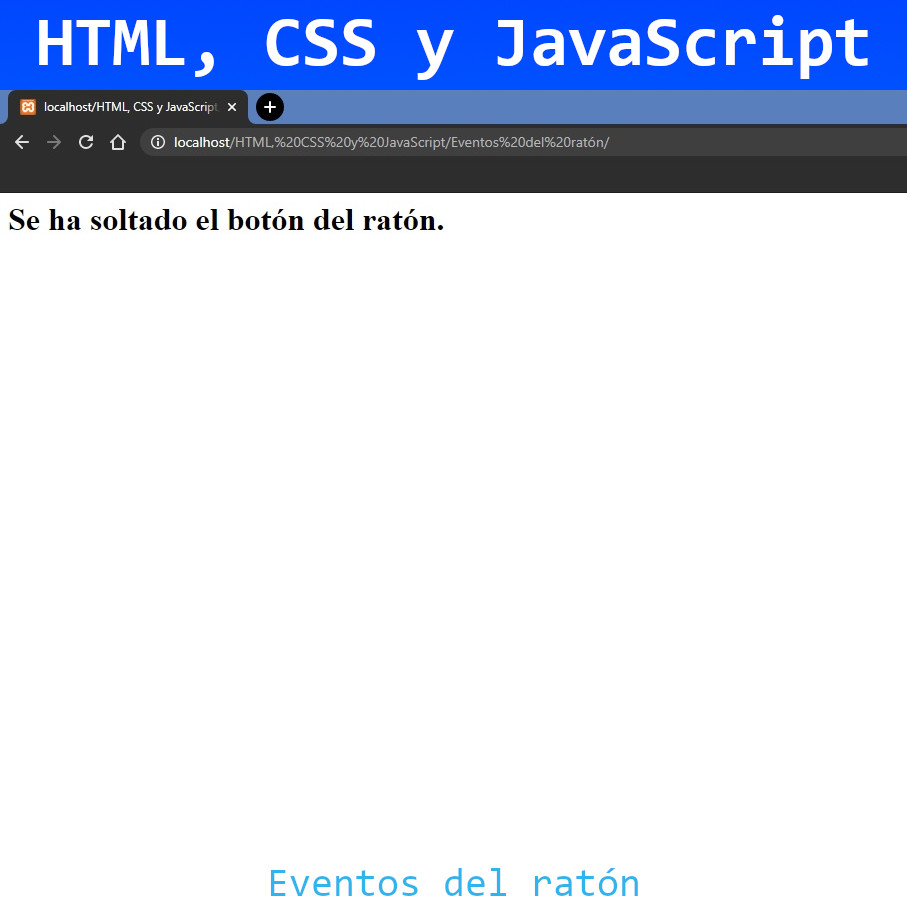 HTML, CSS y JavaScript
localhost/HTML, CSS y JavaScript
localhost/HTML,%20CSS%20y%20JavaScript/Eventos%20del%20ratón/
Se ha soltado el botón del ratón.
Eventos del ratón